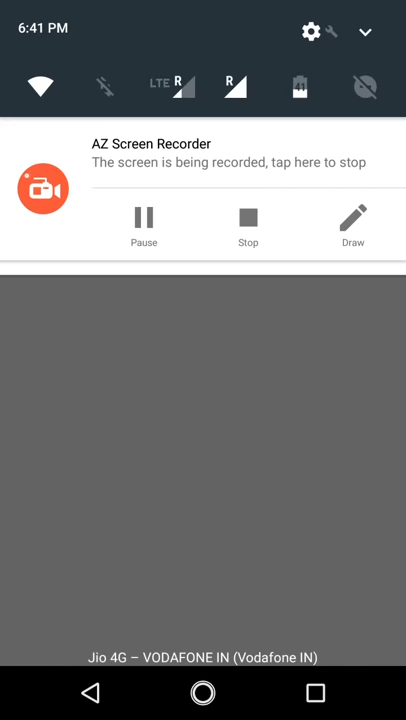 6:41 PM
LTE R R 41
AZ Screen Recorder
The screen is being recorded, tap here to stop
Pause Stop Draw
Jio 4G – VODAFONE IN (Vodafone IN)